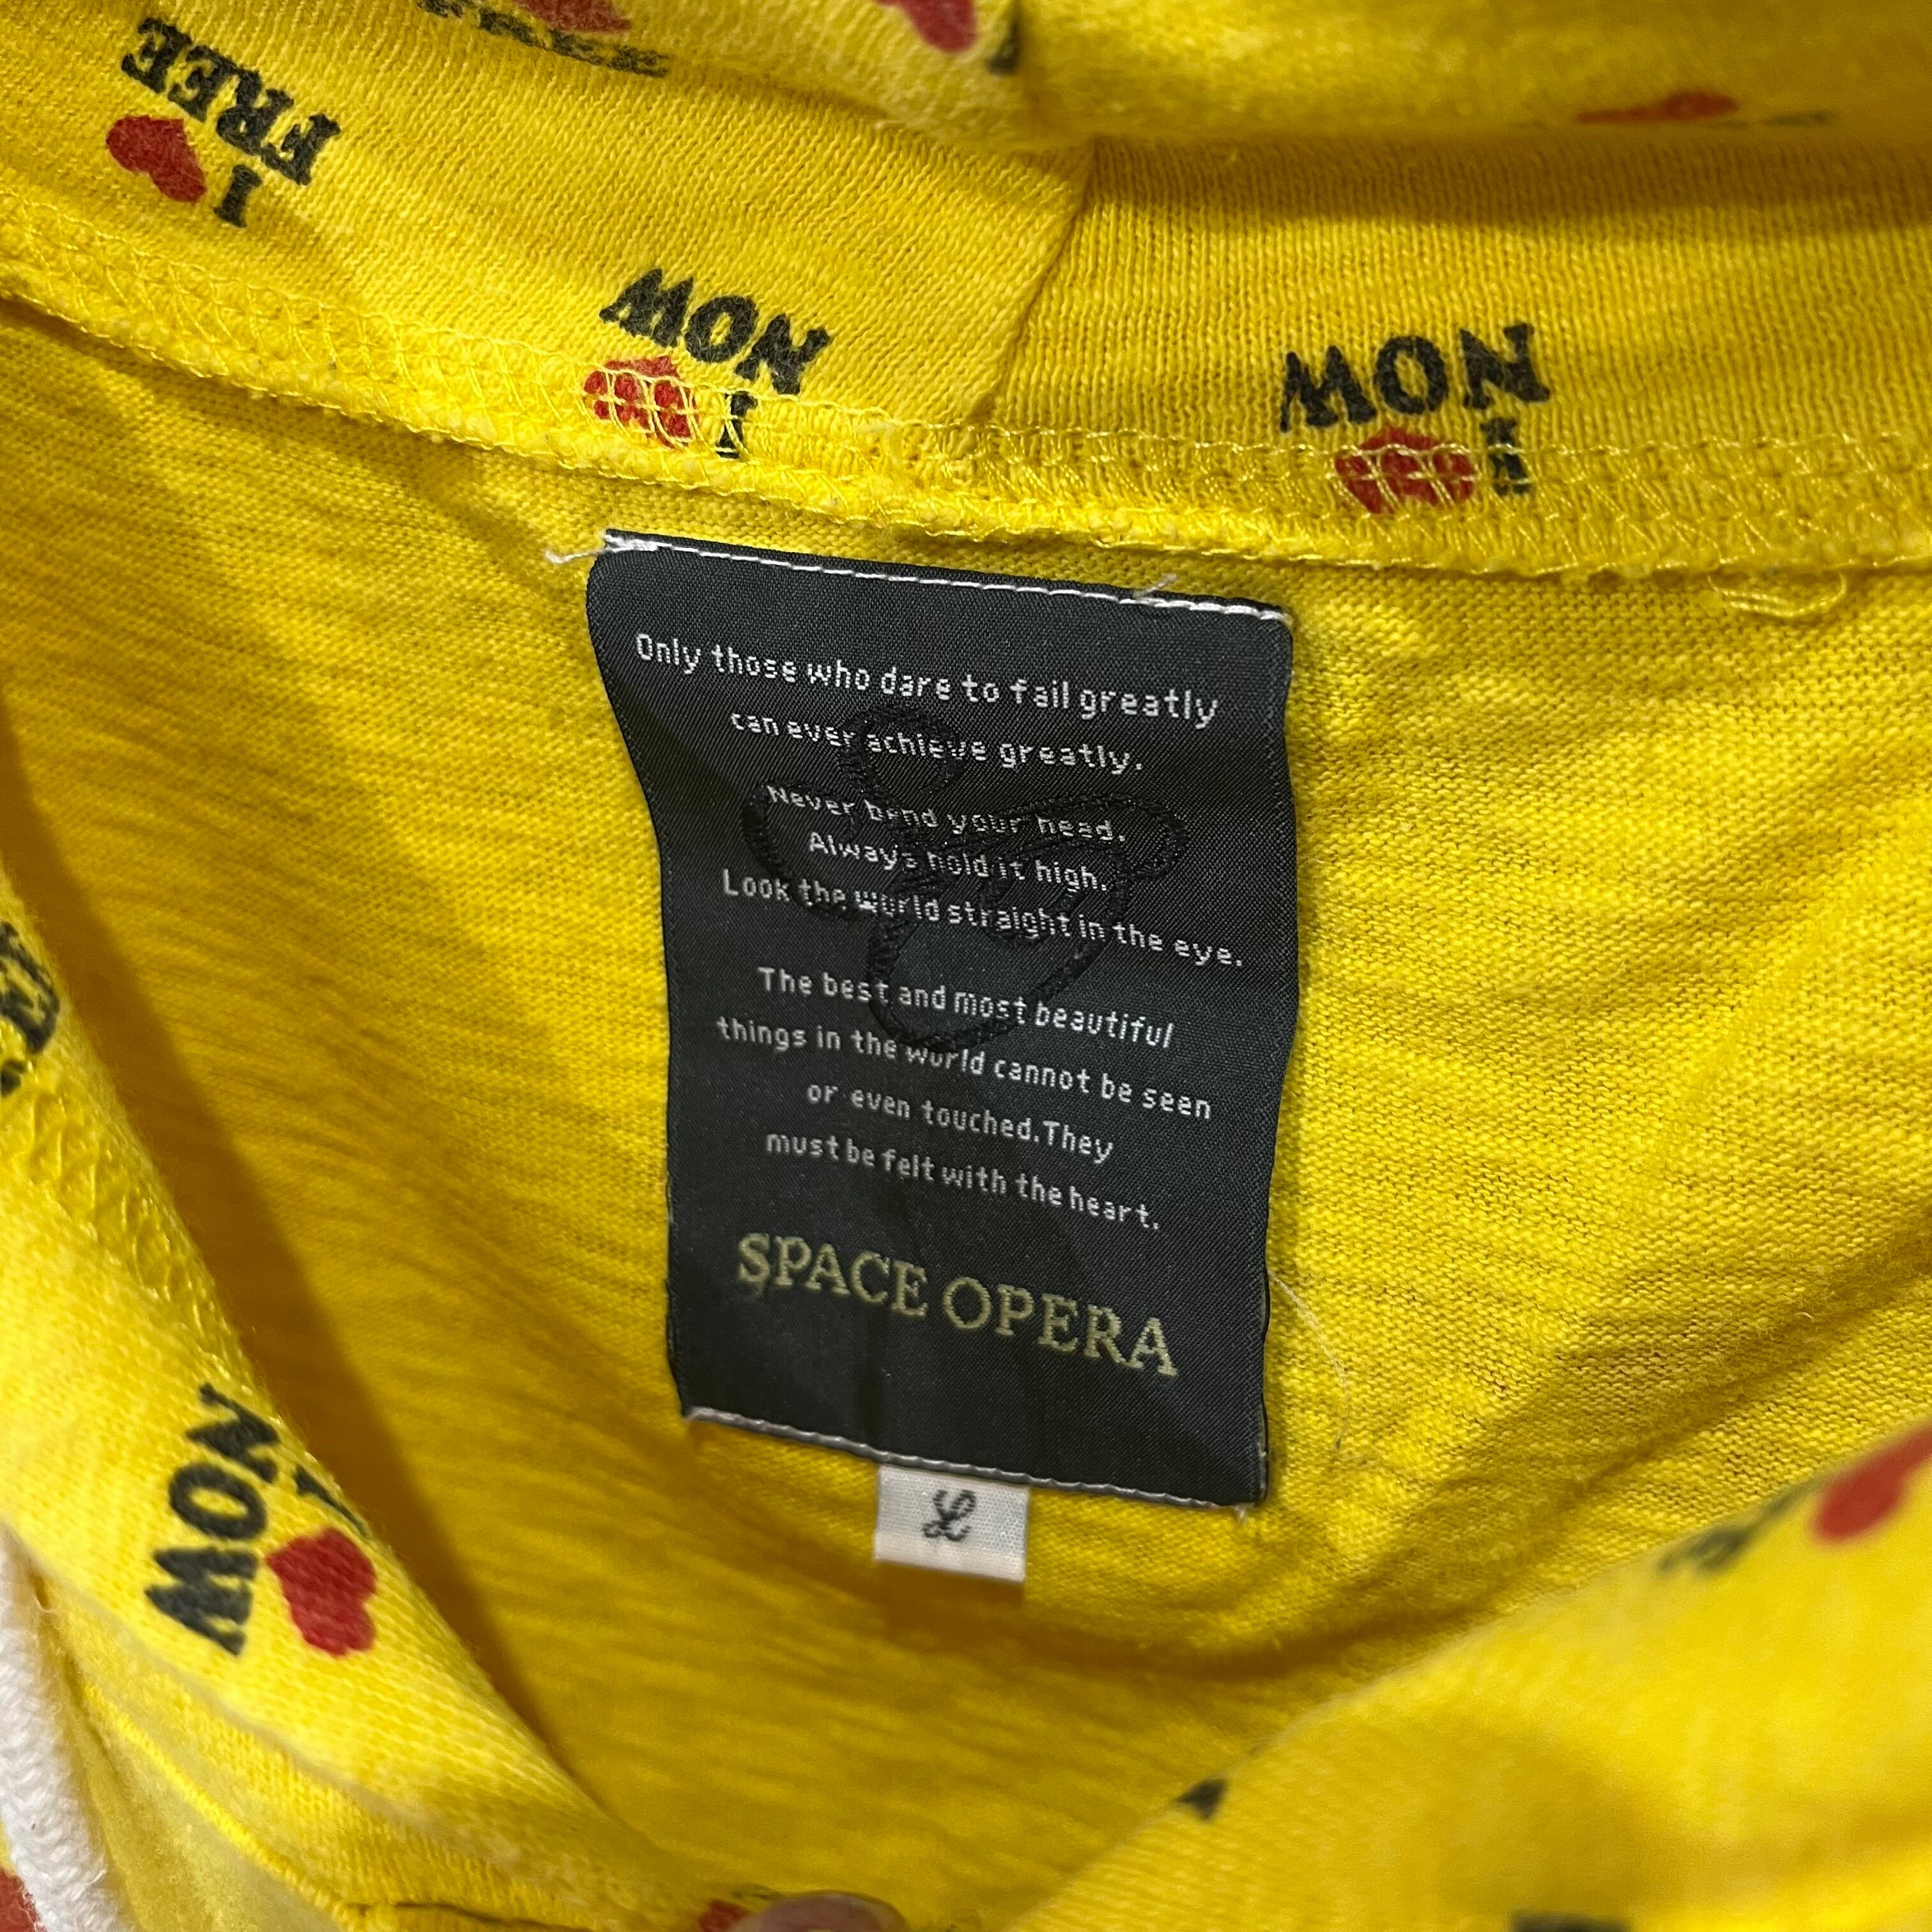 I
FREE
I
NOW
I
NOW
Only those who dare to fail greatly
can ever achieve greatly.
Never bend your head.
Always hold it high.
Look the world straight in the eye.
The best and most beautiful
things in the world cannot be seen
or even touched.They
must be felt with the heart.
SPACE OPERA
L
I
NOW